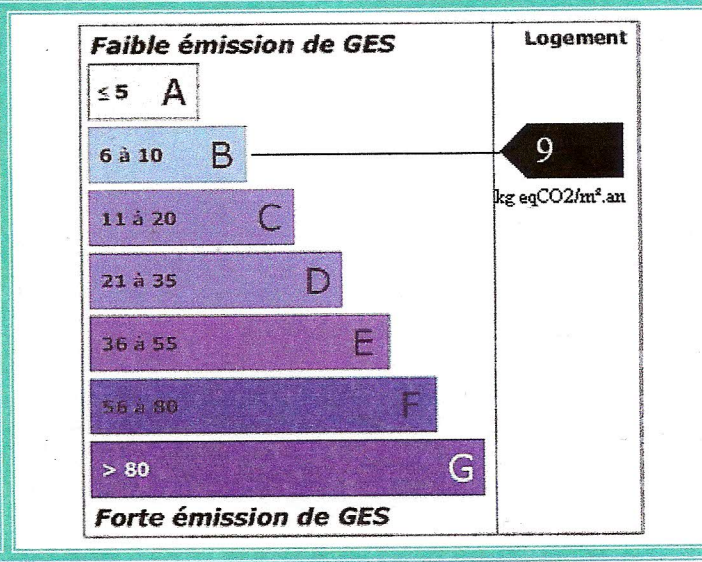 Faible émission de GES
Logement
≤ 5 A
6 à 10 B
9
kg eqCO2/m².an
11 à 20 C
21 à 35 D
36 à 55 E
56 à 80 F
> 80 G
Forte émission de GES